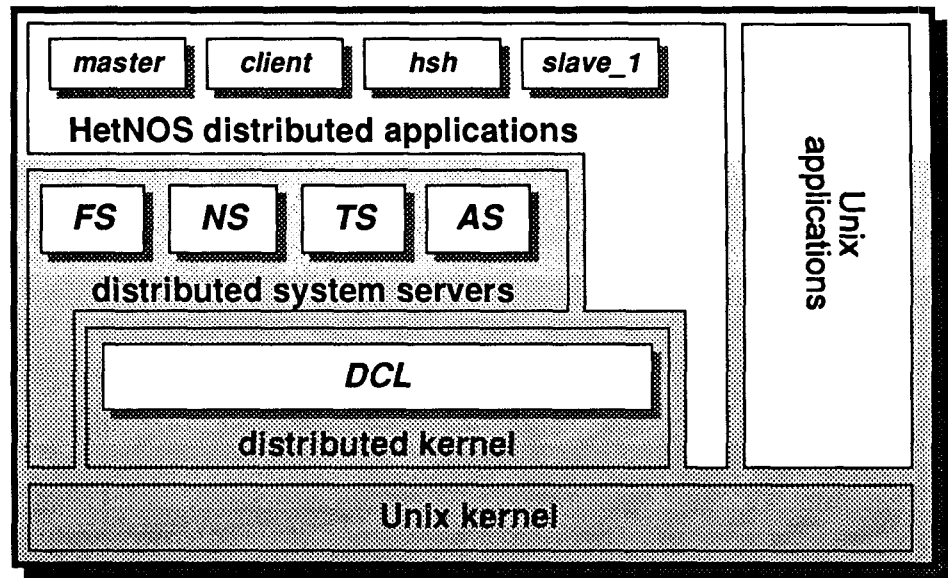 master client hsh slave_1
HetNOS distributed applications
FS NS TS AS
distributed system servers
DCL
distributed kernel
Unix kernel
Unix
applications